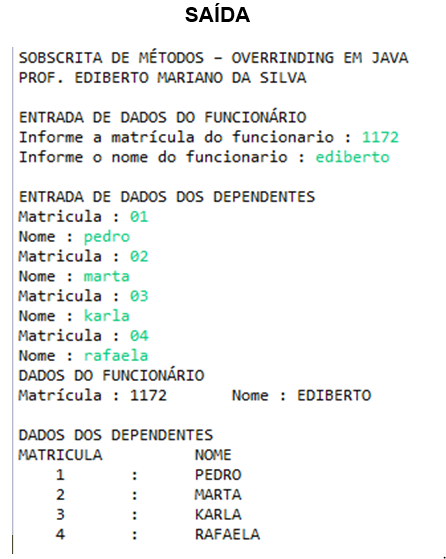 SAÍDA
SOBSCRITA DE MÉTODOS – OVERRINDING EM JAVA
PROF. EDIBERTO MARIANO DA SILVA
ENTRADA DE DADOS DO FUNCIONÁRIO
Informe a matrícula do funcionario : 1172
Informe o nome do funcionario : ediberto
ENTRADA DE DADOS DOS DEPENDENTES
Matricula : 01
Nome : pedro
Matricula : 02
Nome : marta
Matricula : 03
Nome : karla
Matricula : 04
Nome : rafaela
DADOS DO FUNCIONÁRIO
Matrícula : 1172 Nome : EDIBERTO
DADOS DOS DEPENDENTES
MATRICULA NOME
1 : PEDRO
2 : MARTA
3 : KARLA
4 : RAFAELA